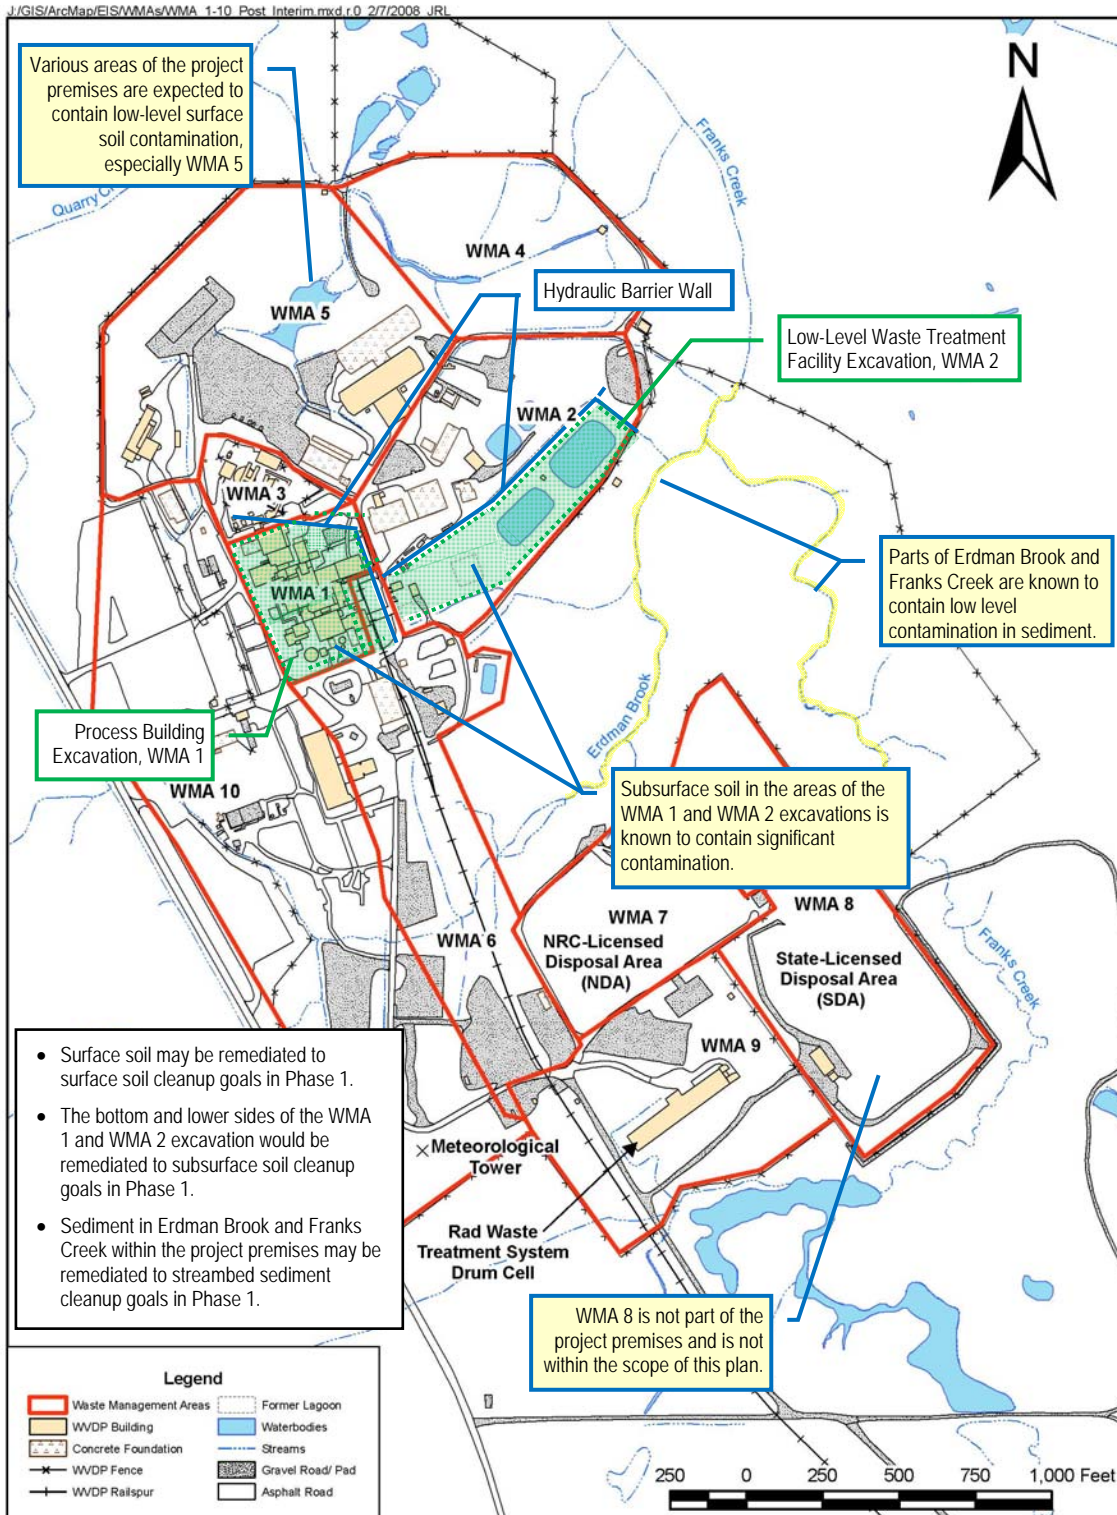 J:/GIS/ArcMap/EIS/WMAs/WMA_1-10_Post_Interim.mxd,r.0_2/7/2008_JRL
Various areas of the project
premises are expected to
contain low-level surface
soil contamination,
especially WMA 5
N
Franks
Creek
Quarry
WMA 4
Hydraulic Barrier Wall
WMA 5
Low-Level Waste Treatment
Facility Excavation, WMA 2
WMA 2
WMA 3
Parts of Erdman Brook and
Franks Creek are known to
contain low level
contamination in sediment.
WMA 1
Erdman Brook
Process Building
Excavation, WMA 1
WMA 10
Subsurface soil in the areas of the
WMA 1 and WMA 2 excavations is
known to contain significant
contamination.
WMA 8
WMA 7
NRC-Licensed
Disposal Area
(NDA)
WMA 6
State-Licensed
Disposal Area
(SDA)
Franks Creek
WMA 9
• Surface soil may be remediated to
surface soil cleanup goals in Phase 1.
• The bottom and lower sides of the WMA
1 and WMA 2 excavation would be
remediated to subsurface soil cleanup
goals in Phase 1.
• Sediment in Erdman Brook and Franks
Creek within the project premises may be
remediated to streambed sediment
cleanup goals in Phase 1.
Meteorological
Tower
Rad Waste
Treatment System
Drum Cell
WMA 8 is not part of the
project premises and is not
within the scope of this plan.
Legend
Waste Management Areas
WVDP Building
Concrete Foundation
WVDP Fence
WVDP Railspur
Former Lagoon
Waterbodies
Streams
Gravel Road/ Pad
Asphalt Road
250 0 250 500 750 1,000 Feet